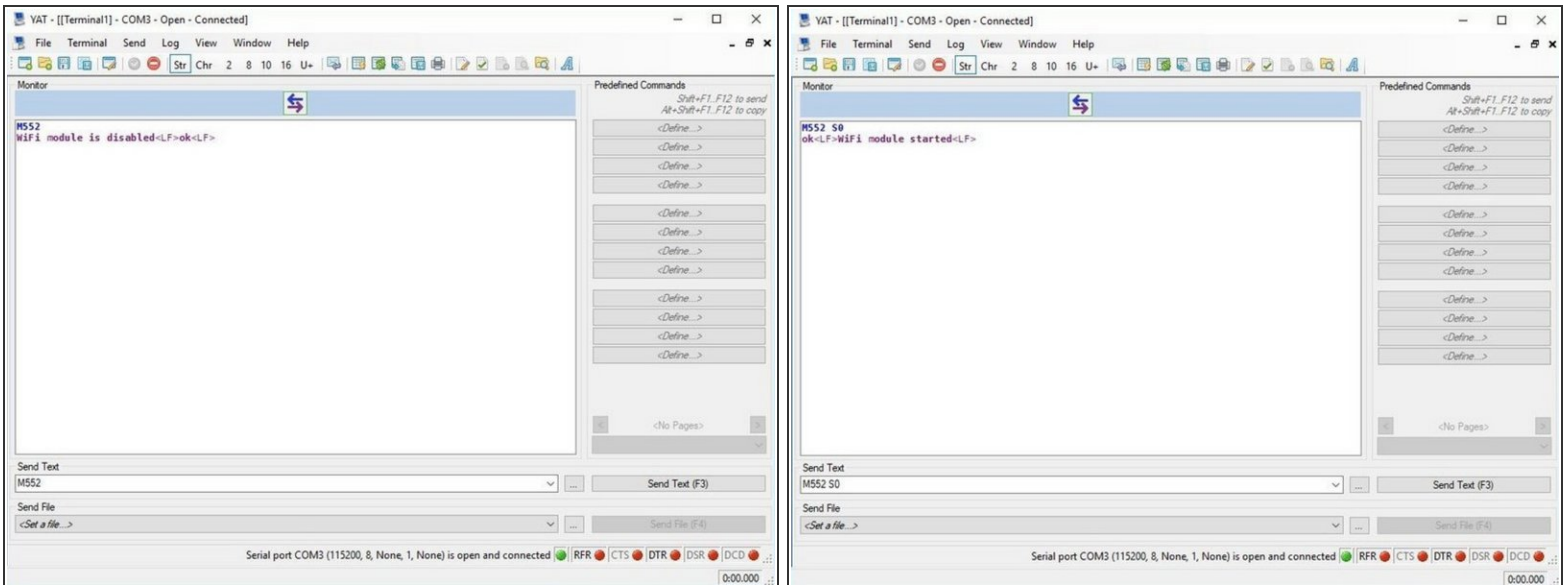 YAT - [[Terminal1] - COM3 - Open - Connected]
File Terminal Send Log View Window Help
Str Chr 2 8 10 16 U+
Monitor
M552
WiFi module is disabled<LF>ok<LF>
Predefined Commands
Shift+F1..F12 to send
Alt+Shift+F1..F12 to copy
<Define...>
<Define...>
<Define...>
<Define...>
<Define...>
<Define...>
<Define...>
<Define...>
<Define...>
<Define...>
<Define...>
<Define...>
< <No Pages> >
Send Text
M552 ... Send Text (F3)
Send File
<Set a file...> ... Send File (F4)
Serial port COM3 (115200, 8, None, 1, None) is open and connected RFR CTS DTR DSR DCD
0:00.000
YAT - [[Terminal1] - COM3 - Open - Connected]
File Terminal Send Log View Window Help
Str Chr 2 8 10 16 U+
Monitor
M552 S0
ok<LF>WiFi module started<LF>
Predefined Commands
Shift+F1..F12 to send
Alt+Shift+F1..F12 to copy
<Define...>
<Define...>
<Define...>
<Define...>
<Define...>
<Define...>
<Define...>
<Define...>
<Define...>
<Define...>
<Define...>
<Define...>
< <No Pages> >
Send Text
M552 S0 ... Send Text (F3)
Send File
<Set a file...> ... Send File (F4)
Serial port COM3 (115200, 8, None, 1, None) is open and connected RFR CTS DTR DSR DCD
0:00.000